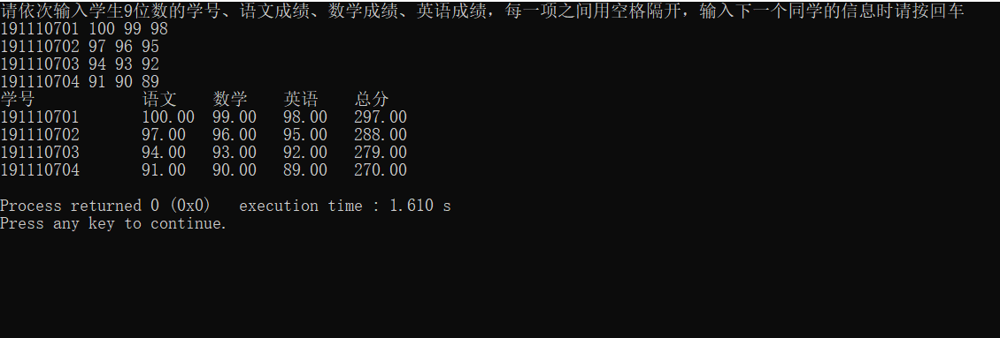 请依次输入学生9位数的学号、语文成绩、数学成绩、英语成绩，每一项之间用空格隔开，输入下一个同学的信息时请按回车
191110701 100 99 98
191110702 97 96 95
191110703 94 93 92
191110704 91 90 89
学号 语文 数学 英语 总分
191110701 100.00 99.00 98.00 297.00
191110702 97.00 96.00 95.00 288.00
191110703 94.00 93.00 92.00 279.00
191110704 91.00 90.00 89.00 270.00
Process returned 0 (0x0) execution time : 1.610 s
Press any key to continue.